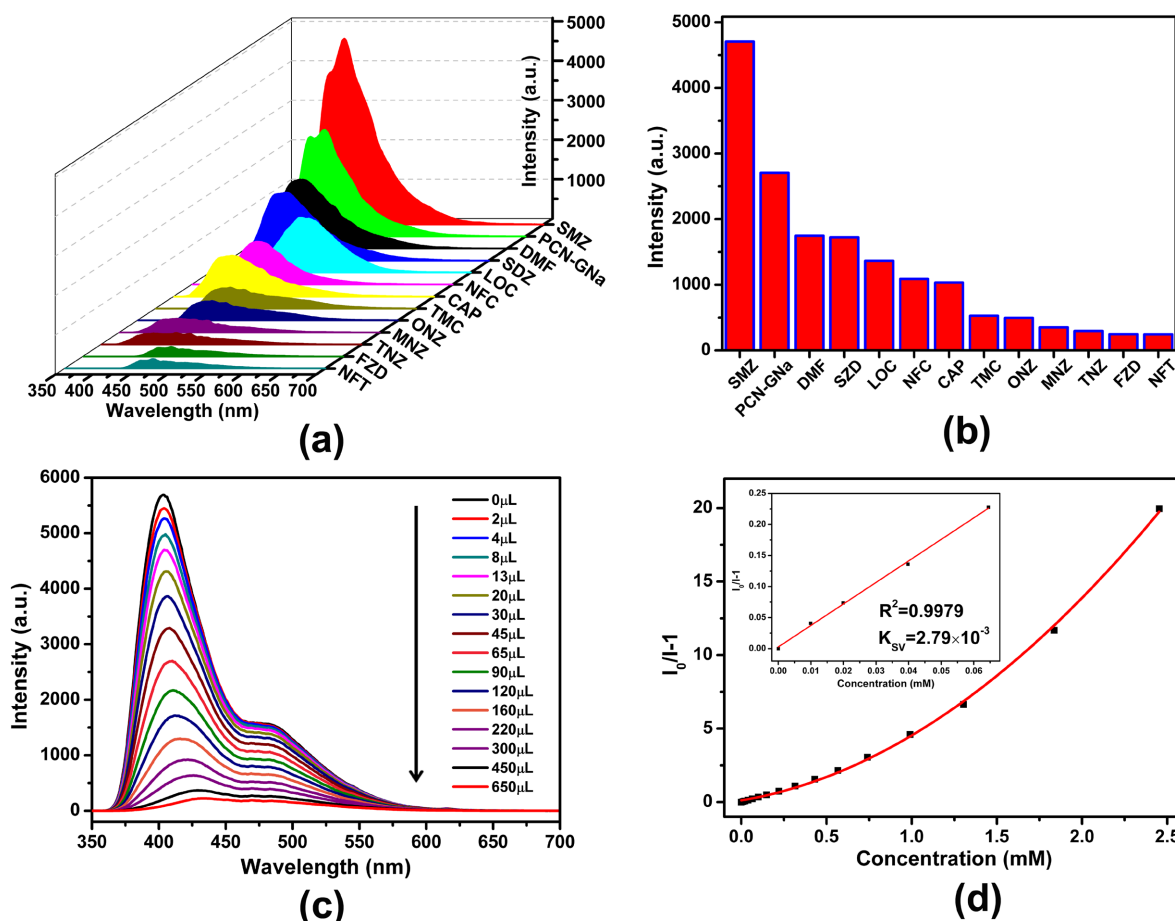 5000
4000
3000
2000
1000
Intensity (a.u.)
SMZ
PCN-GNa
DMF
SDZ
LOC
NFC
CAP
TMC
ONZ
MNZ
TNZ
FZD
NFT
350 400 450 500 550 600 650 700
Wavelength (nm)
(a)
5000
4000
3000
2000
1000
0
Intensity (a.u.)
SMZ PCN-GNa DMF SZD LOC NFC CAP TMC ONZ MNZ TNZ FZD NFT
(b)
6000
5000
4000
3000
2000
1000
0
Intensity (a.u.)
0μL
2μL
4μL
8μL
13μL
20μL
30μL
45μL
65μL
90μL
120μL
160μL
220μL
300μL
450μL
650μL
350 400 450 500 550 600 650 700
Wavelength (nm)
(c)
20
15
10
5
0
I0/I-1
0.25
0.20
0.15
0.10
0.05
0.00
I0/I-1
R2=0.9979
KSV=2.79×10-3
0.00 0.01 0.02 0.03 0.04 0.05 0.06
Concentration (mM)
0.0 0.5 1.0 1.5 2.0 2.5
Concentration (mM)
(d)